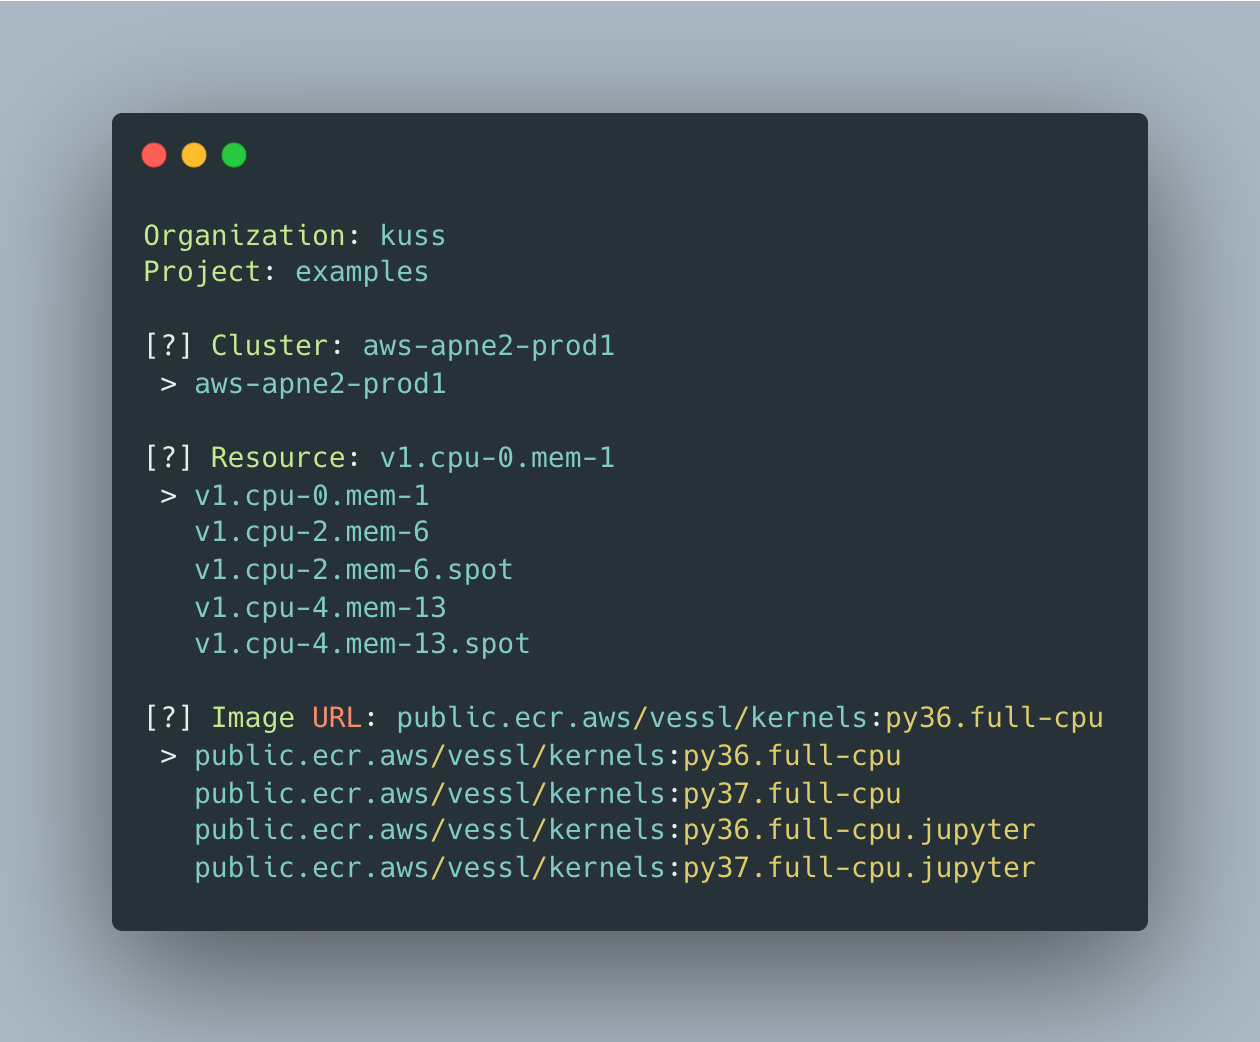 Organization: kuss
Project: examples
[?] Cluster: aws-apne2-prod1
> aws-apne2-prod1
[?] Resource: v1.cpu-0.mem-1
> v1.cpu-0.mem-1
v1.cpu-2.mem-6
v1.cpu-2.mem-6.spot
v1.cpu-4.mem-13
v1.cpu-4.mem-13.spot
[?] Image URL: public.ecr.aws/vessl/kernels:py36.full-cpu
> public.ecr.aws/vessl/kernels:py36.full-cpu
public.ecr.aws/vessl/kernels:py37.full-cpu
public.ecr.aws/vessl/kernels:py36.full-cpu.jupyter
public.ecr.aws/vessl/kernels:py37.full-cpu.jupyter